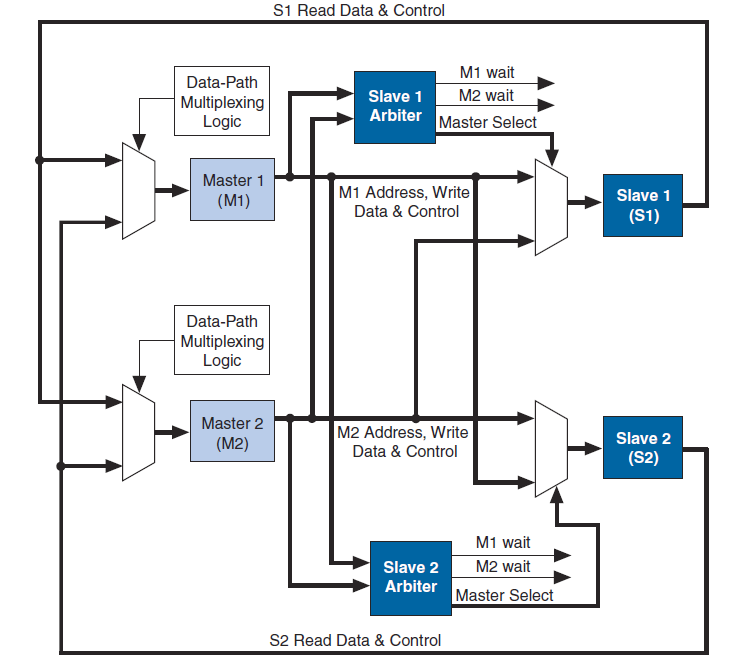 S1 Read Data & Control
Data-Path
Multiplexing
Logic
Slave 1
Arbiter
M1 wait
M2 wait
Master Select
Master 1
(M1)
M1 Address, Write
Data & Control
Slave 1
(S1)
Data-Path
Multiplexing
Logic
Master 2
(M2)
M2 Address, Write
Data & Control
Slave 2
(S2)
Slave 2
Arbiter
M1 wait
M2 wait
Master Select
S2 Read Data & Control